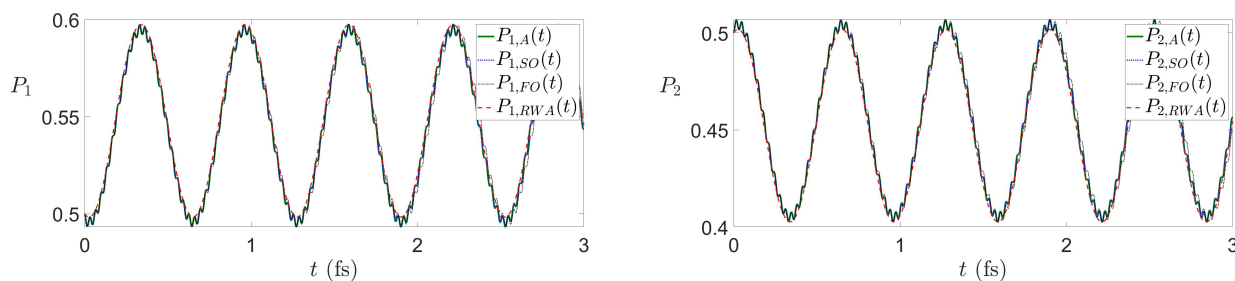 0.6
0.55
0.5
P₁
0
1
2
3
t (fs)
P₁,A(t)
P₁,SO(t)
P₁,FO(t)
P₁,RWA(t)
0.5
0.45
0.4
P₂
0
1
2
3
t (fs)
P₂,A(t)
P₂,SO(t)
P₂,FO(t)
P₂,RWA(t)